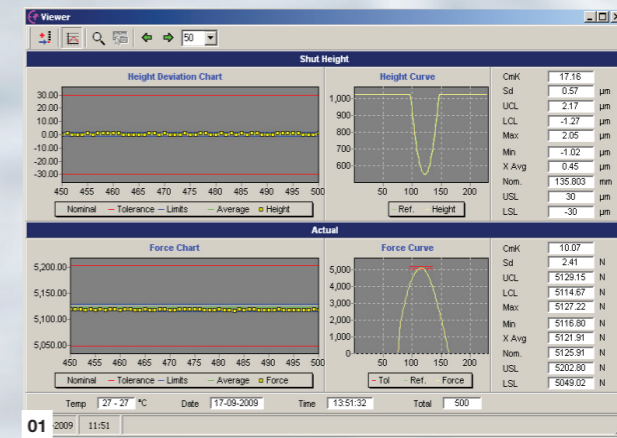 Viewer
50
Shut Height
Height Deviation Chart
30.00
20.00
10.00
0.00
-10.00
-20.00
-30.00
450 455 460 465 470 475 480 485 490 495 500
Nominal Tolerance Limits Average Height
Height Curve
1,000
900
800
700
600
50 100 150 200
Ref. Height
CmK 17.16
Sd 0.57 µm
UCL 2.17 µm
LCL -1.27 µm
Max 2.05 µm
Min -1.02 µm
X Avg 0.45 µm
Nom. 135.803 mm
USL 30 µm
LSL -30 µm
Actual
Force Chart
5,200.00
5,150.00
5,100.00
5,050.00
450 455 460 465 470 475 480 485 490 495 500
Nominal Tolerance Limits Average Force
Force Curve
5,000
4,000
3,000
2,000
1,000
0
50 100 150 200
Tol Ref. Force
CmK 10.07
Sd 2.41 N
UCL 5129.15 N
LCL 5114.67 N
Max 5127.22 N
Min 5116.80 N
X Avg 5121.91 N
Nom. 5125.91 N
USL 5202.80 N
LSL 5049.02 N
Temp 27 - 27 °C Date 17-09-2009 Time 13:51:32 Total 500
01 -2009 11:51